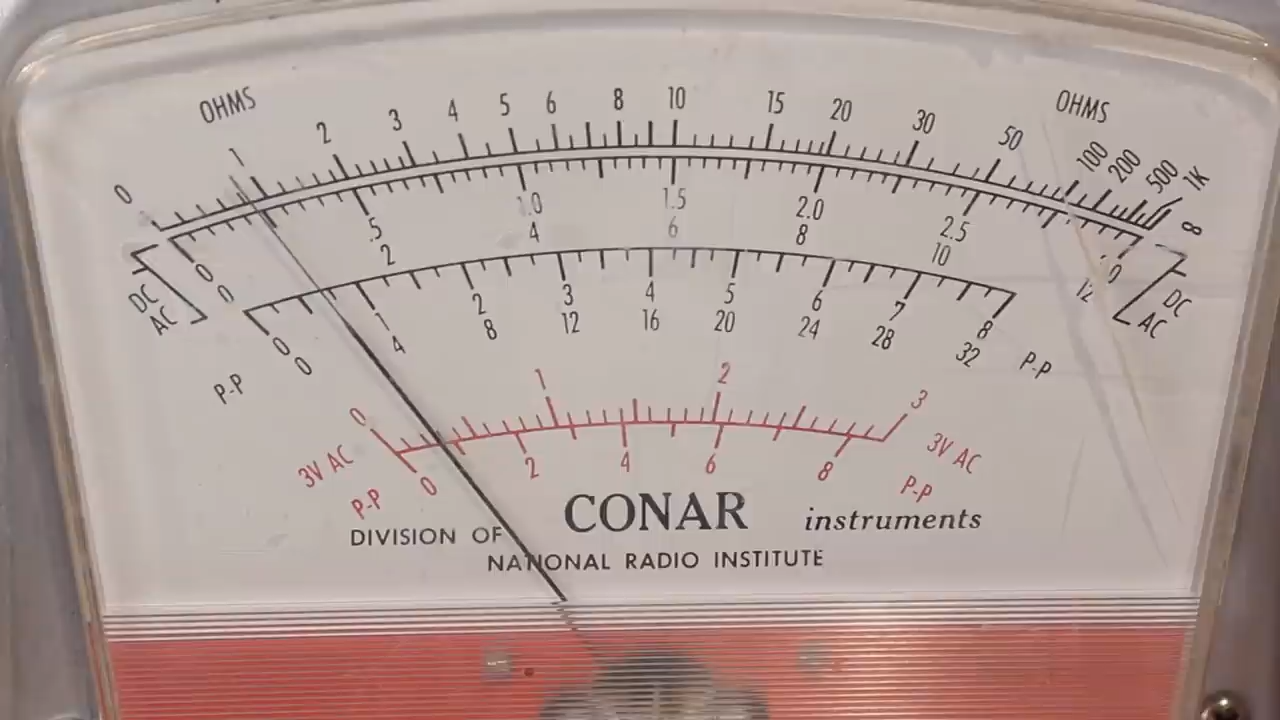 OHMS OHMS
0 1 2 3 4 5 6 8 10 15 20 30 50 100 200 500 1K ∞
0 .5 1.0 1.5 2.0 2.5
DC 0 2 4 6 8 10 12 DC
AC AC
0 1 2 3 4 5 6 7 8
P-P 0 4 8 12 16 20 24 28 32 P-P
0 1 2 3
3V AC 3V AC
P-P 0 2 4 6 8 P-P
CONAR instruments
DIVISION OF
NATIONAL RADIO INSTITUTE